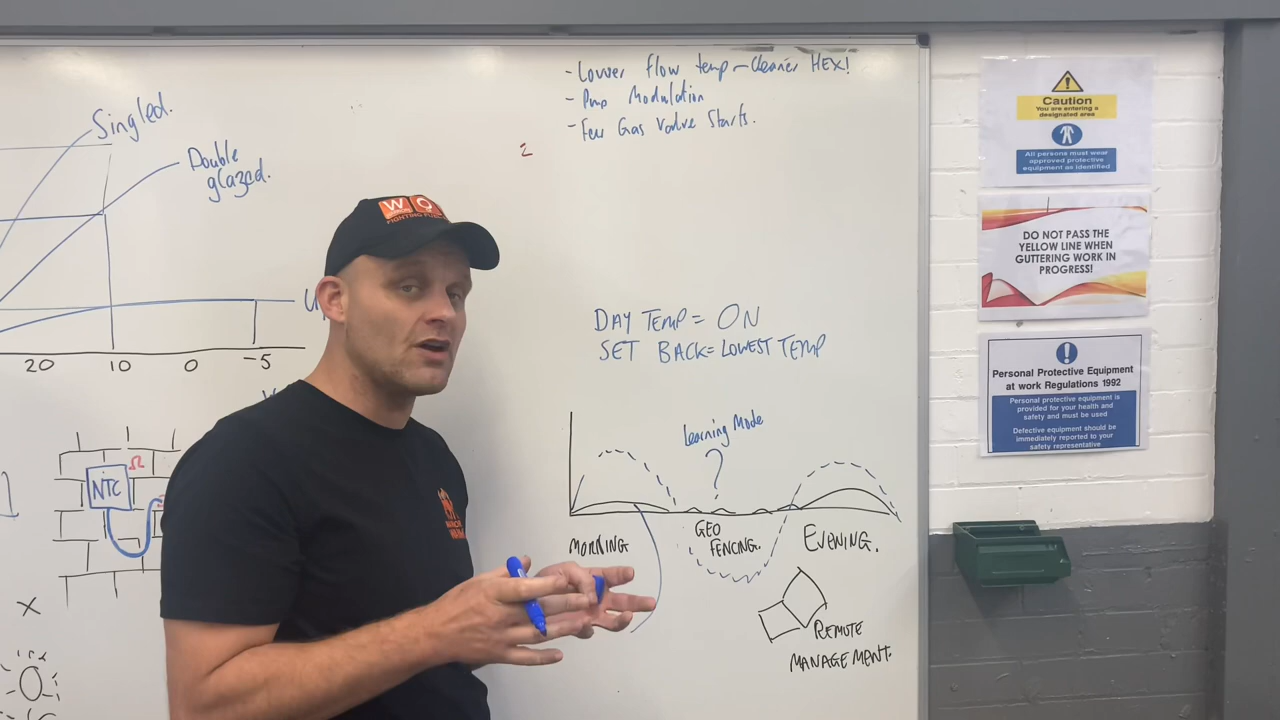 - Lower flow temp - Cleaner HEX!
- Pump Modulation
- Few Gas Valve Starts.
2
Singled.
Double
glazed.
20 10 0 -5
NTC
Ω
X
WQ
DAY TEMP = ON
SET BACK = LOWEST TEMP
Learning Mode
?
MORNING
GEO
FENCING.
EVENING.
REMOTE
MANAGEMENT.
Caution
You are entering a
designated area
All persons must wear
approved protective
equipment as identified
DO NOT PASS THE
YELLOW LINE WHEN
GUTTERING WORK IN
PROGRESS!
Personal Protective Equipment
at work Regulations 1992
Personal protective equipment is
provided for your health and
safety and must be used
Defective equipment should be
immediately reported to your
safety representative